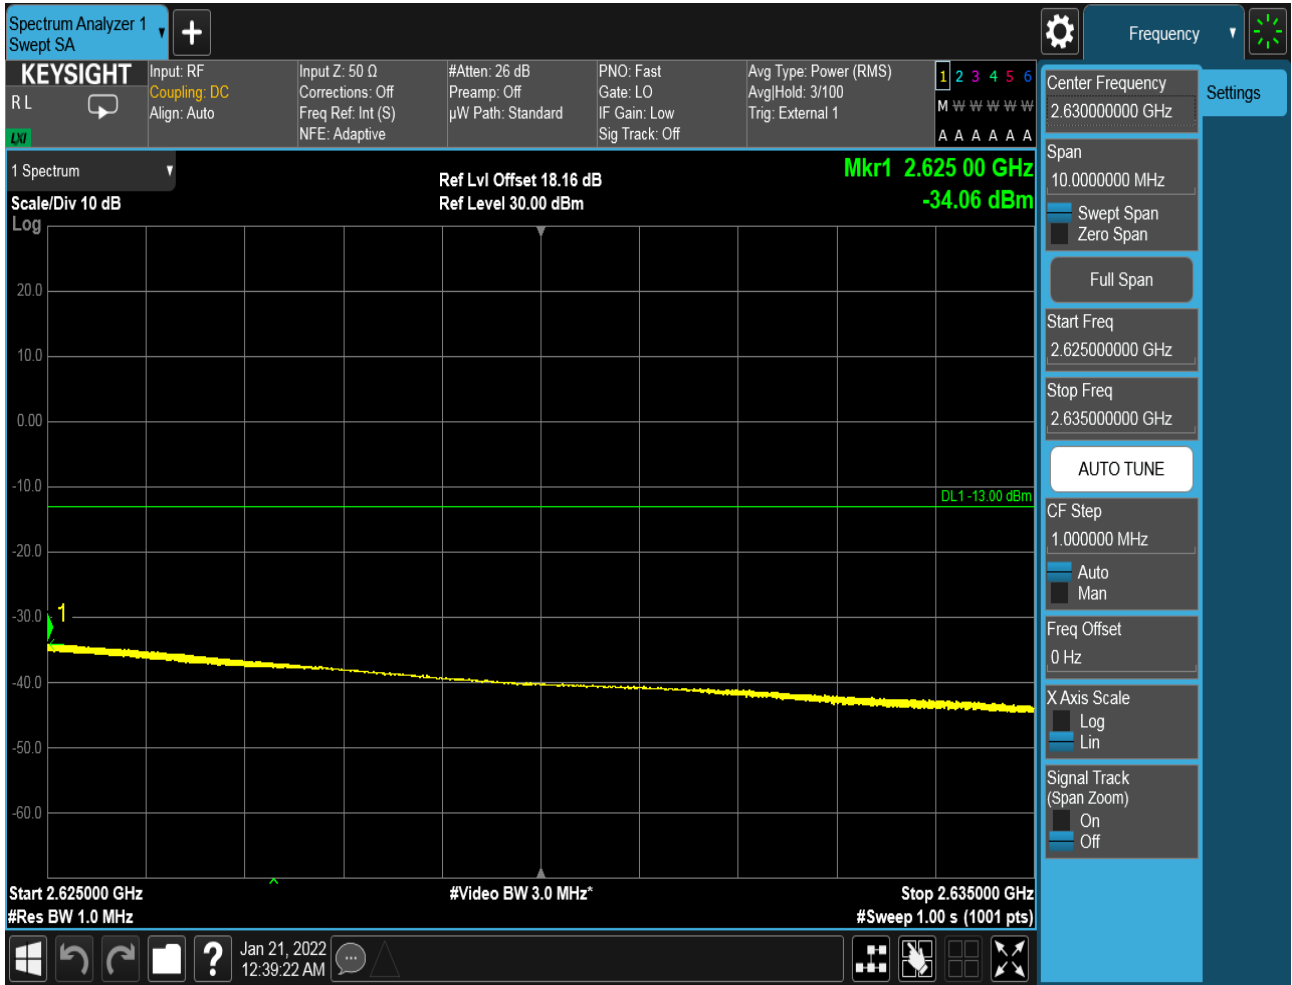 Spectrum Analyzer 1
Swept SA
Frequency
KEYSIGHT
R L
LXI
Input: RF
Coupling: DC
Align: Auto
Input Z: 50 Ω
Corrections: Off
Freq Ref: Int (S)
NFE: Adaptive
#Atten: 26 dB
Preamp: Off
µW Path: Standard
PNO: Fast
Gate: LO
IF Gain: Low
Sig Track: Off
Avg Type: Power (RMS)
Avg|Hold: 3/100
Trig: External 1
1 2 3 4 5 6
M W W W W W
A A A A A A
1 Spectrum
Scale/Div 10 dB
Log
Ref Lvl Offset 18.16 dB
Ref Level 30.00 dBm
Mkr1 2.625 00 GHz
-34.06 dBm
20.0
10.0
0.00
-10.0
DL1 -13.00 dBm
-20.0
-30.0
1
-40.0
-50.0
-60.0
Start 2.625000 GHz
#Res BW 1.0 MHz
#Video BW 3.0 MHz*
Stop 2.635000 GHz
#Sweep 1.00 s (1001 pts)
?
Jan 21, 2022
12:39:22 AM
Center Frequency
2.630000000 GHz
Span
10.0000000 MHz
Swept Span
Zero Span
Full Span
Start Freq
2.625000000 GHz
Stop Freq
2.635000000 GHz
AUTO TUNE
CF Step
1.000000 MHz
Auto
Man
Freq Offset
0 Hz
X Axis Scale
Log
Lin
Signal Track
(Span Zoom)
On
Off
Settings